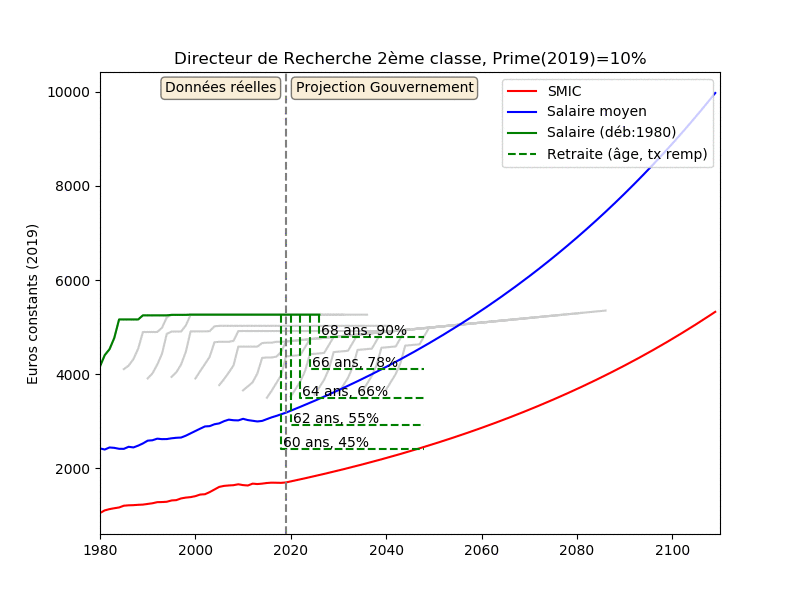 Directeur de Recherche 2ème classe, Prime(2019)=10%
Données réelles
Projection Gouvernement
SMIC
Salaire moyen
Salaire (déb:1980)
Retraite (âge, tx remp)
Euros constants (2019)
10000
8000
6000
4000
2000
68 ans, 90%
66 ans, 78%
64 ans, 66%
62 ans, 55%
60 ans, 45%
1980
2000
2020
2040
2060
2080
2100